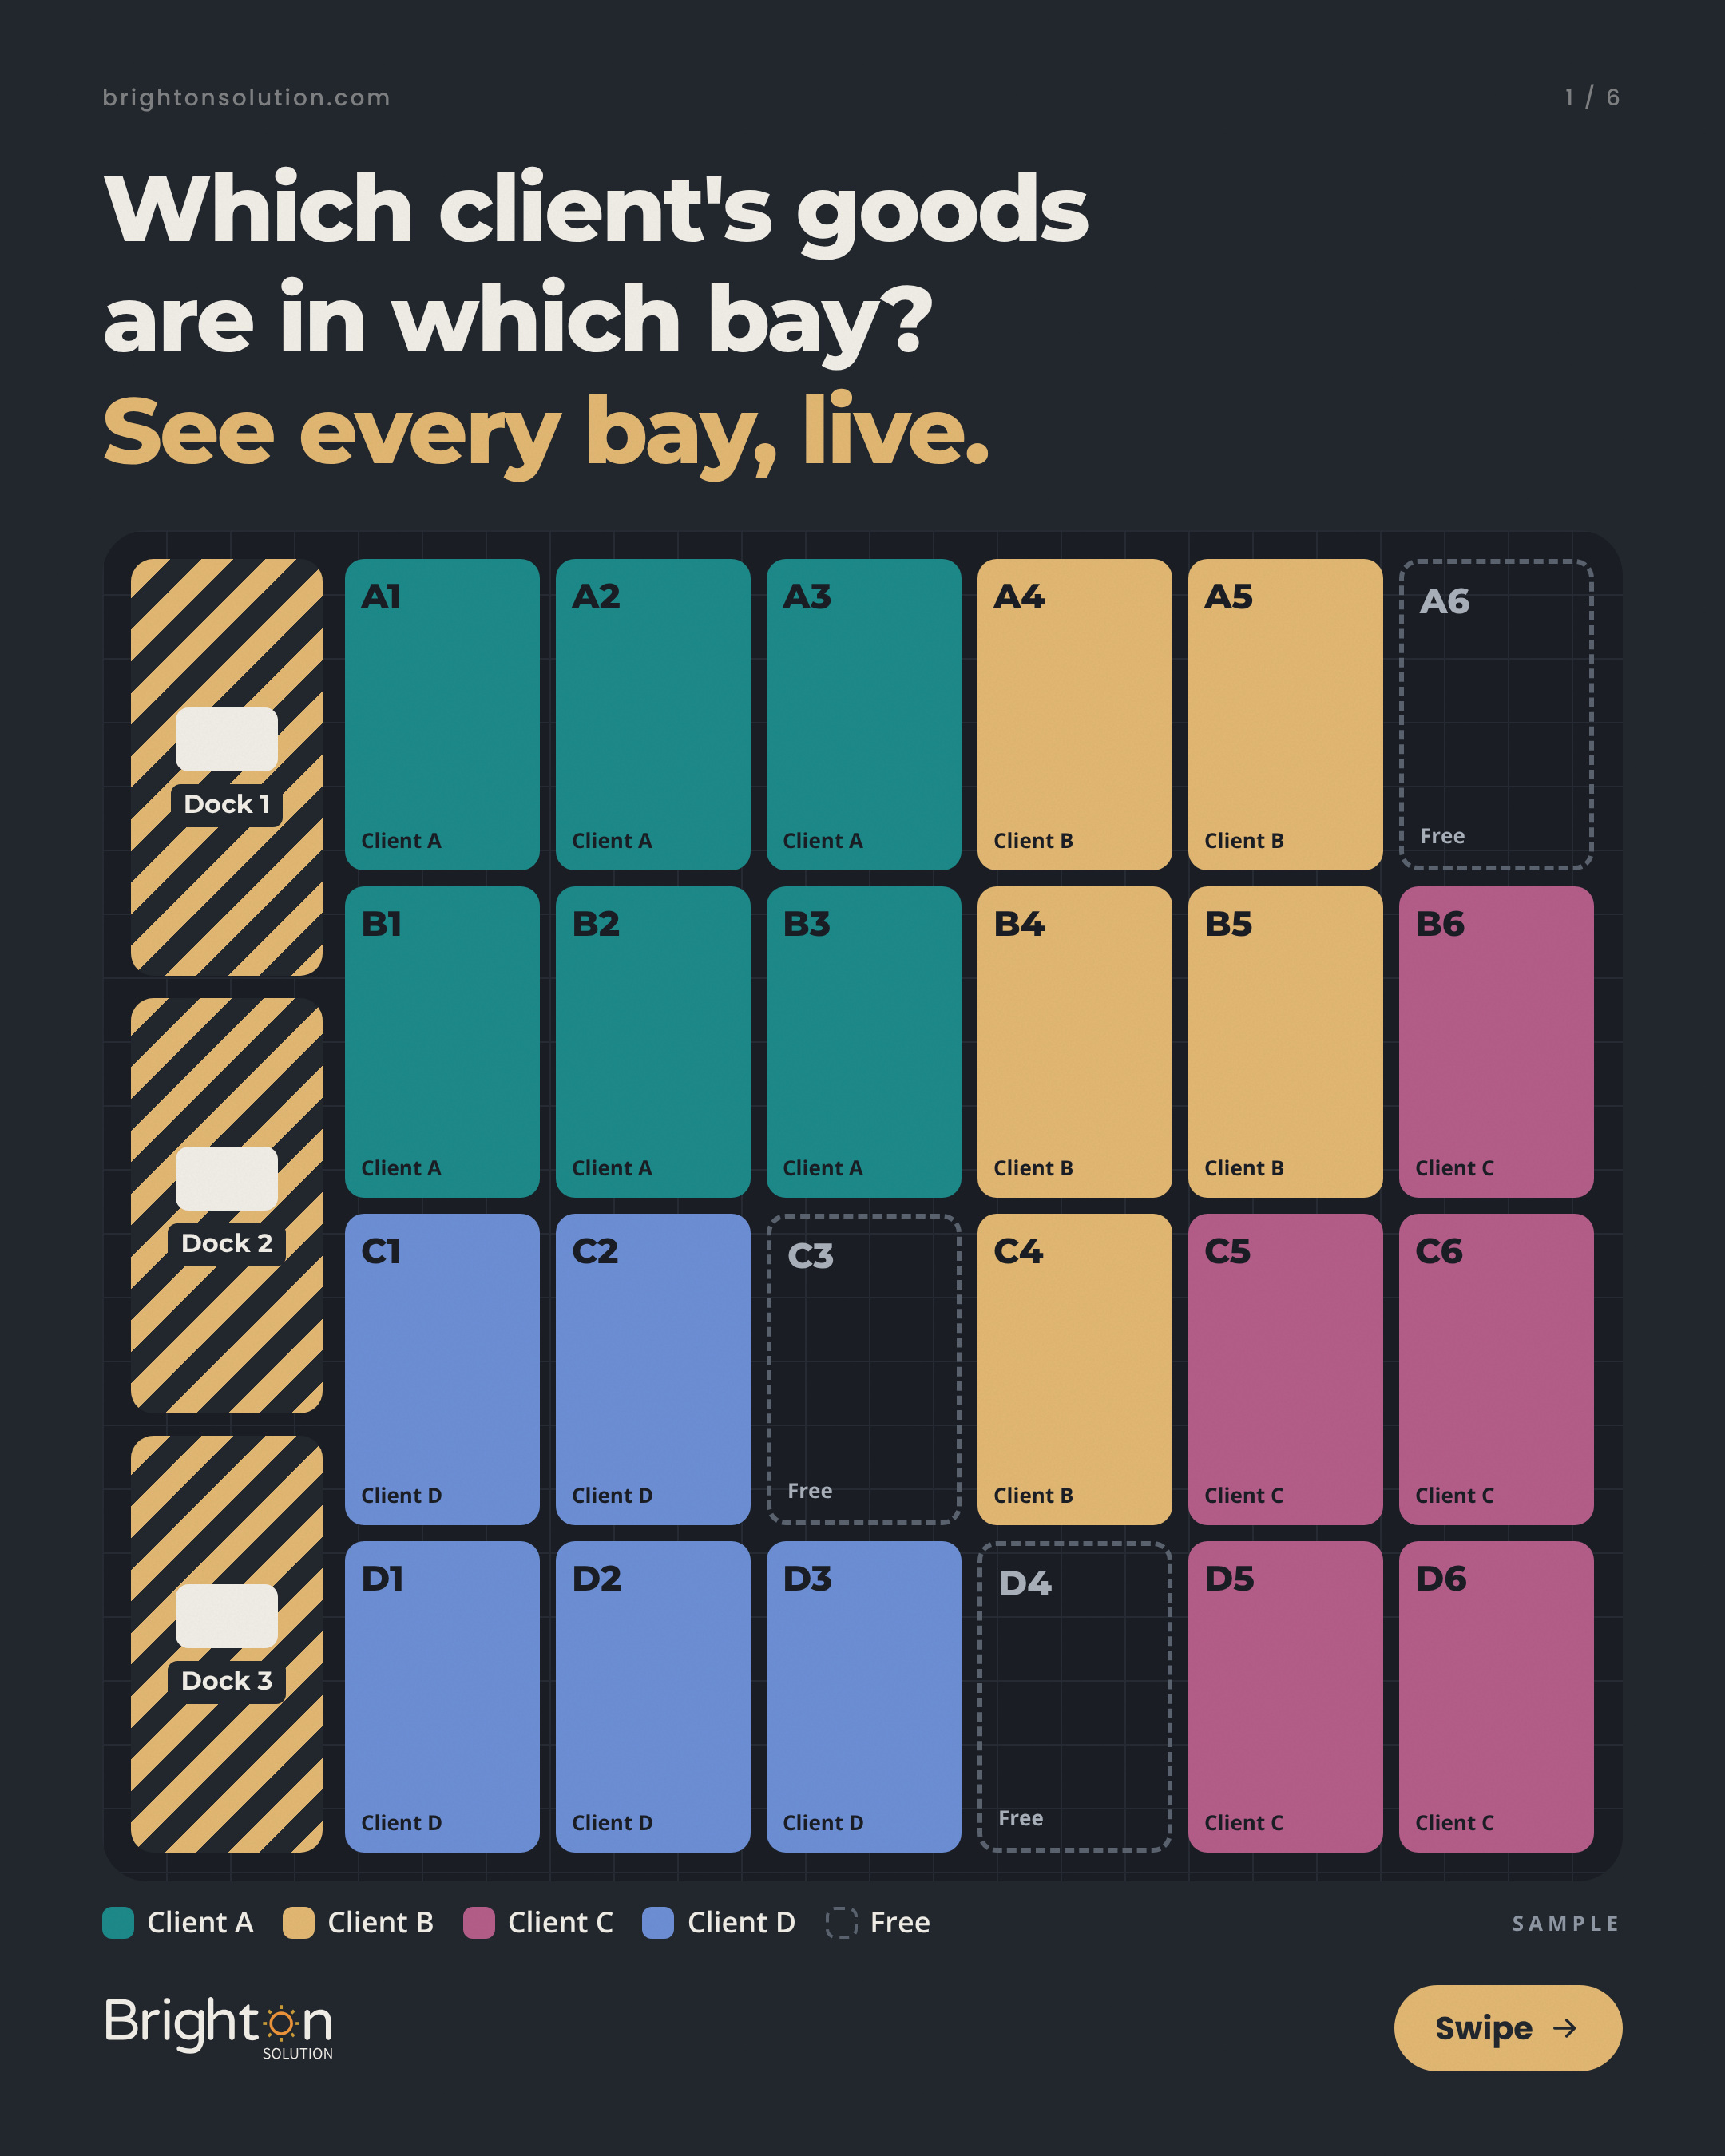 brightonsolution.com
1 / 6
Which client's goods
are in which bay?
See every bay, live.
Dock 1
Dock 2
Dock 3
A1
Client A
A2
Client A
A3
Client A
A4
Client B
A5
Client B
A6
Free
B1
Client A
B2
Client A
B3
Client A
B4
Client B
B5
Client B
B6
Client C
C1
Client D
C2
Client D
C3
Free
C4
Client B
C5
Client C
C6
Client C
D1
Client D
D2
Client D
D3
Client D
D4
Free
D5
Client C
D6
Client C
Client A
Client B
Client C
Client D
Free
SAMPLE
Brighton
SOLUTION
Swipe →